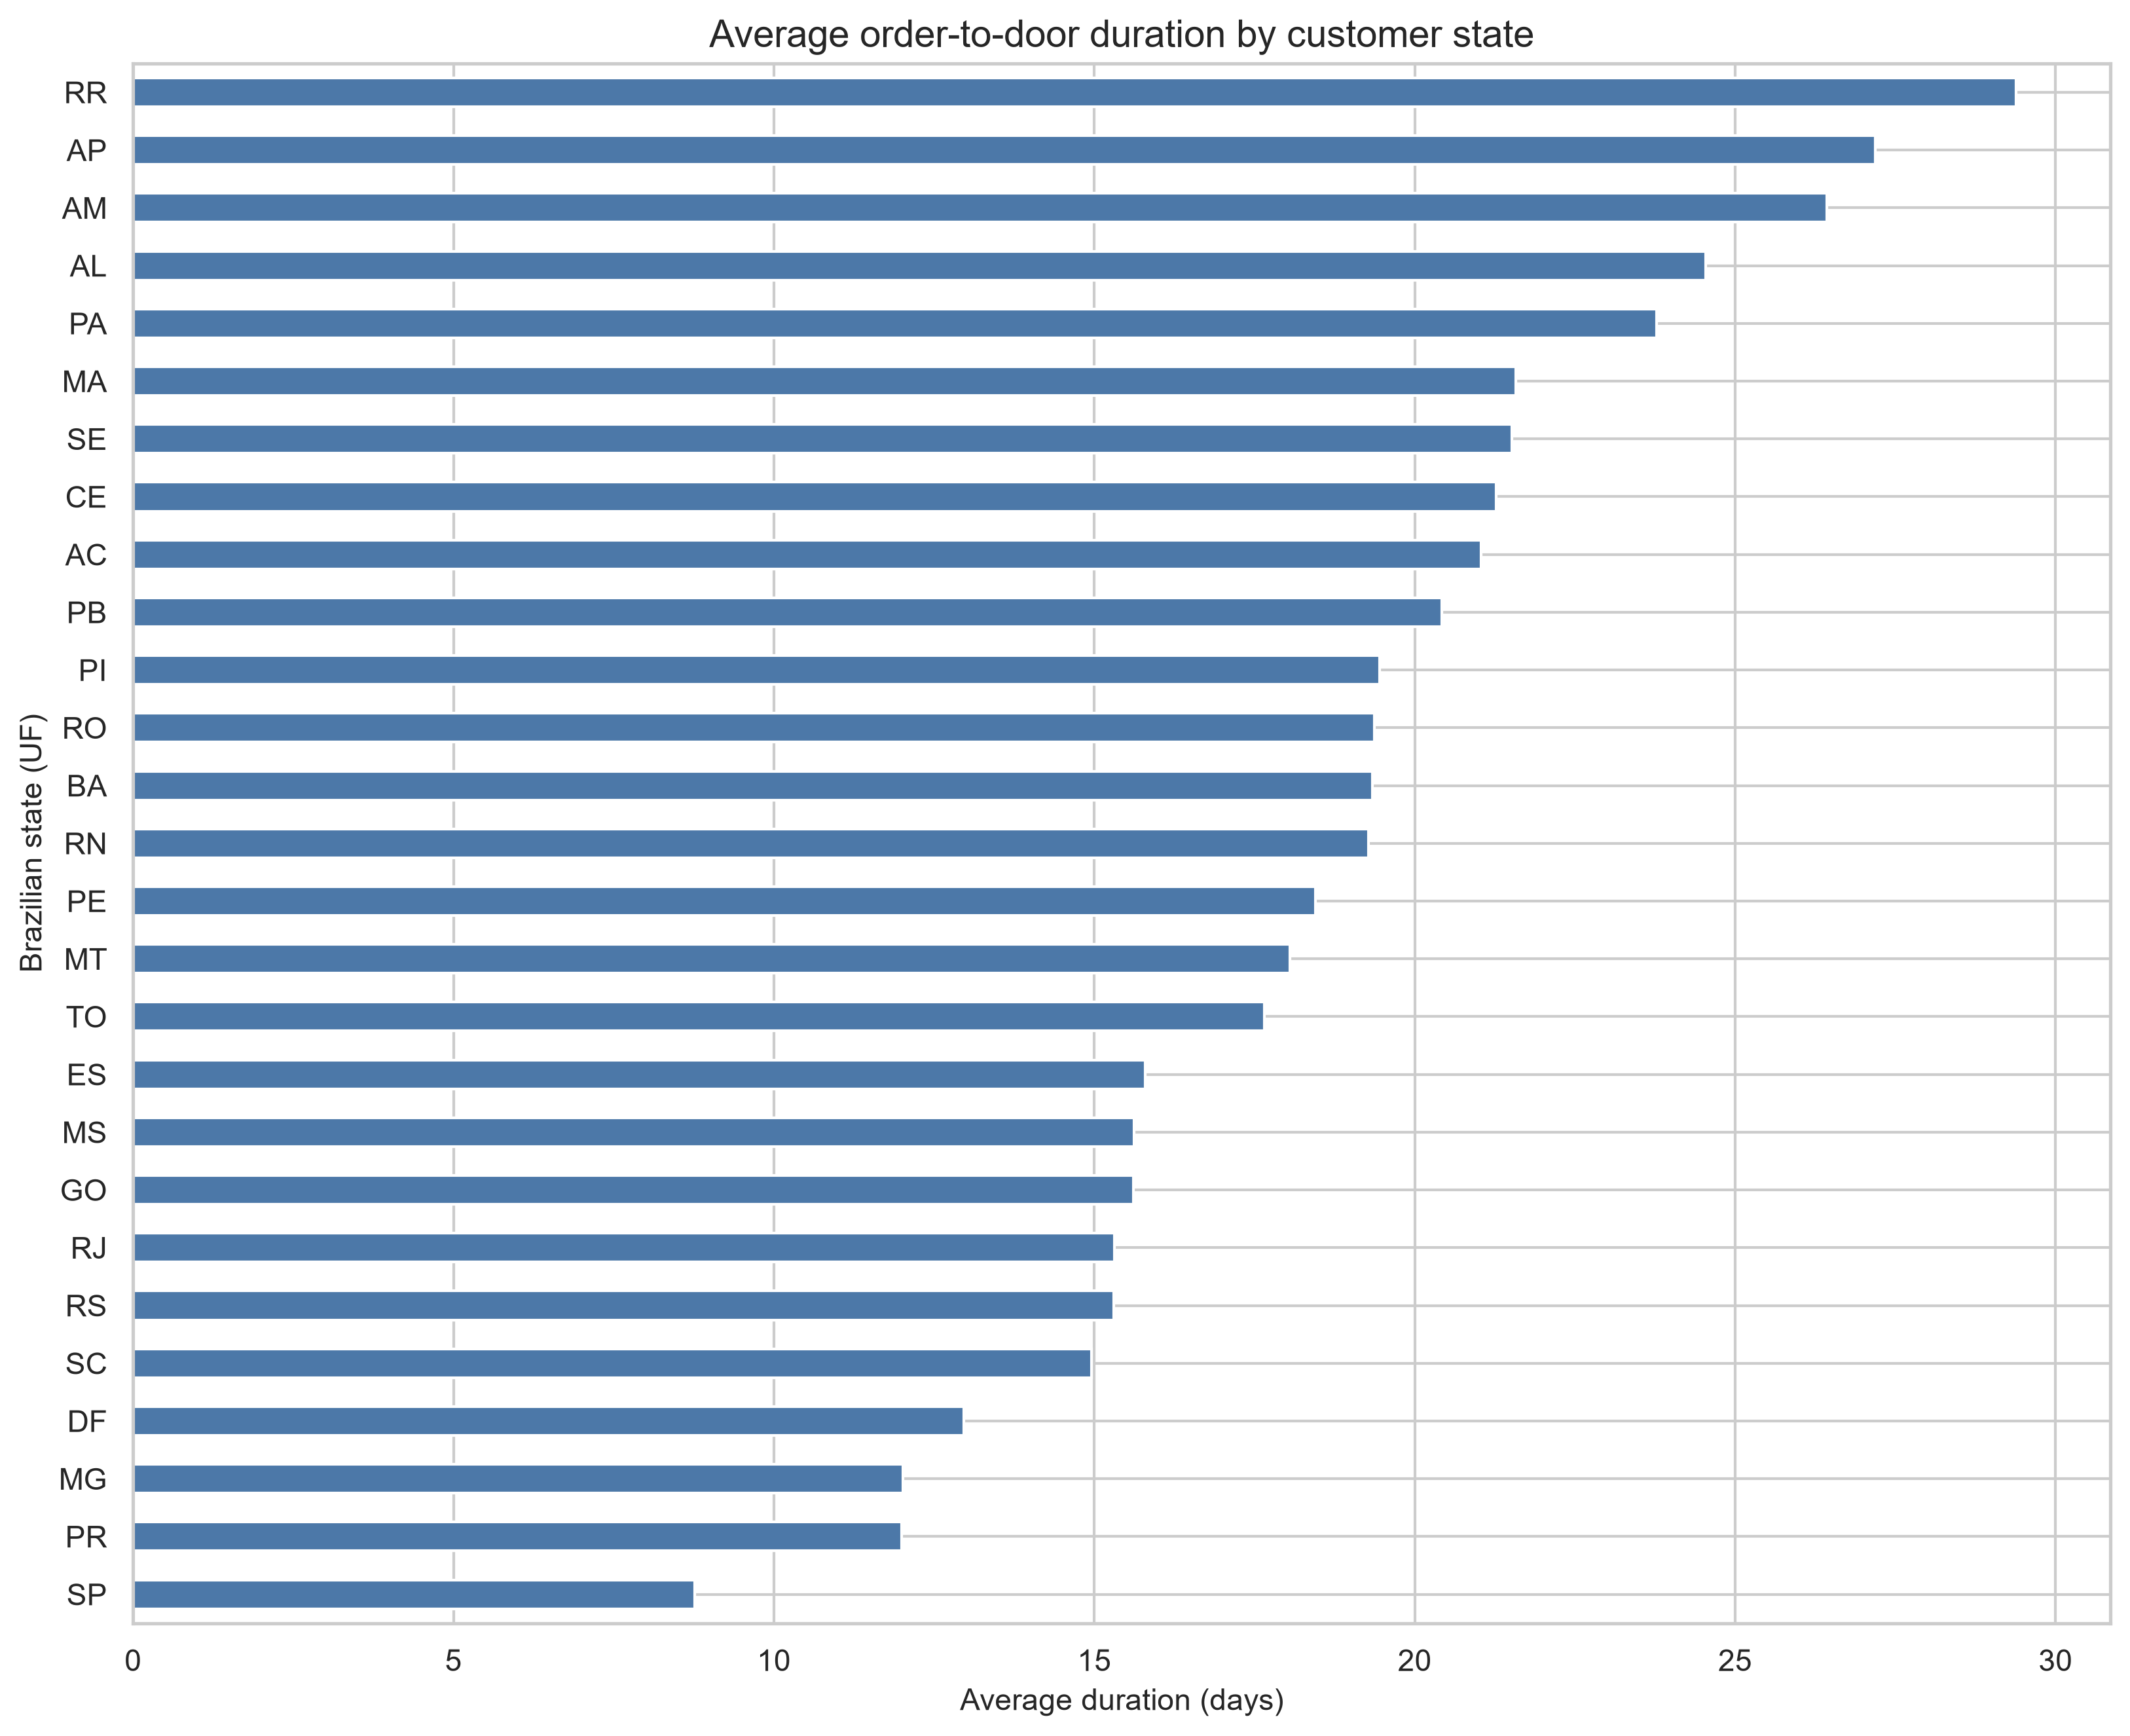 Average order-to-door duration by customer state
Brazilian state (UF)
RR
AP
AM
AL
PA
MA
SE
CE
AC
PB
PI
RO
BA
RN
PE
MT
TO
ES
MS
GO
RJ
RS
SC
DF
MG
PR
SP
0 5 10 15 20 25 30
Average duration (days)